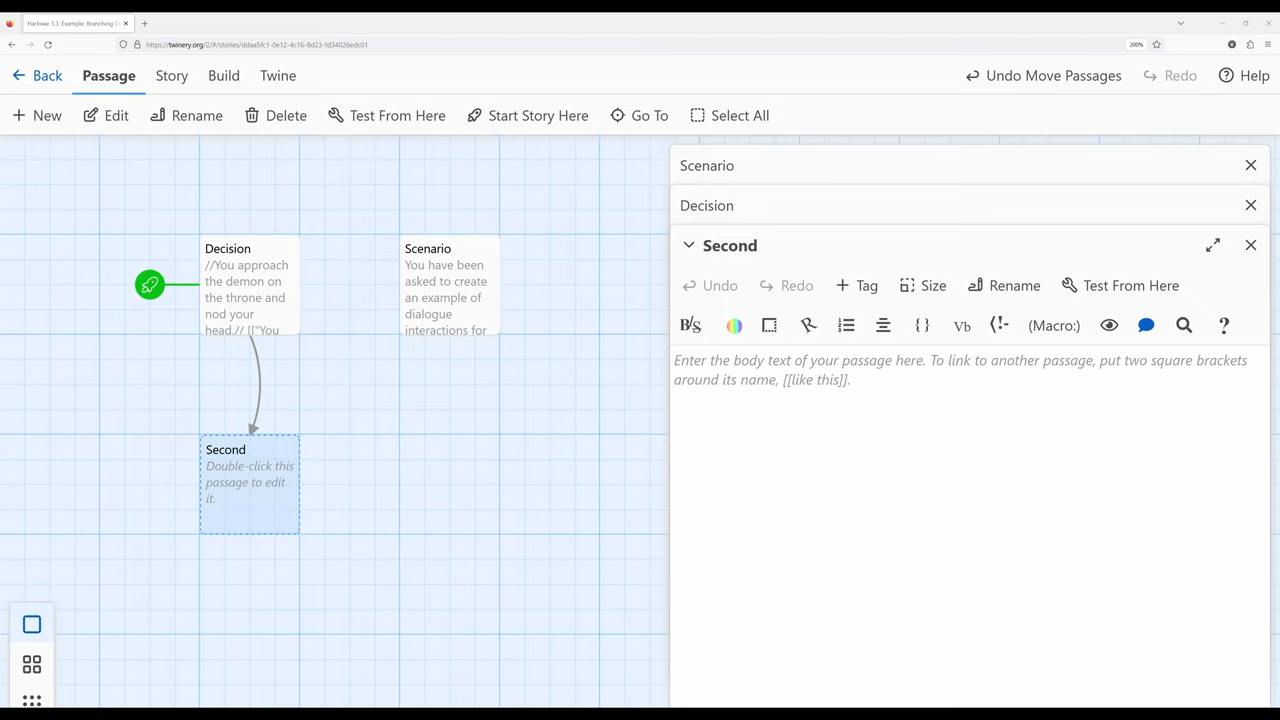 Harlowe 3.3: Example: Branching D
https://twinery.org/2/#/stories/ddaa5fc1-0e12-4c16-8d23-fd34026edc01
200%
Back
Passage
Story
Build
Twine
Undo Move Passages
Redo
Help
New
Edit
Rename
Delete
Test From Here
Start Story Here
Go To
Select All
Decision
//You approach
the demon on
the throne and
nod your
head.// [["You
Scenario
You have been
asked to create
an example of
dialogue
interactions for
Second
Double-click this
passage to edit
it.
Scenario
Decision
Second
Undo
Redo
Tag
Size
Rename
Test From Here
(Macro:)
Enter the body text of your passage here. To link to another passage, put two square brackets
around its name, [[like this]].